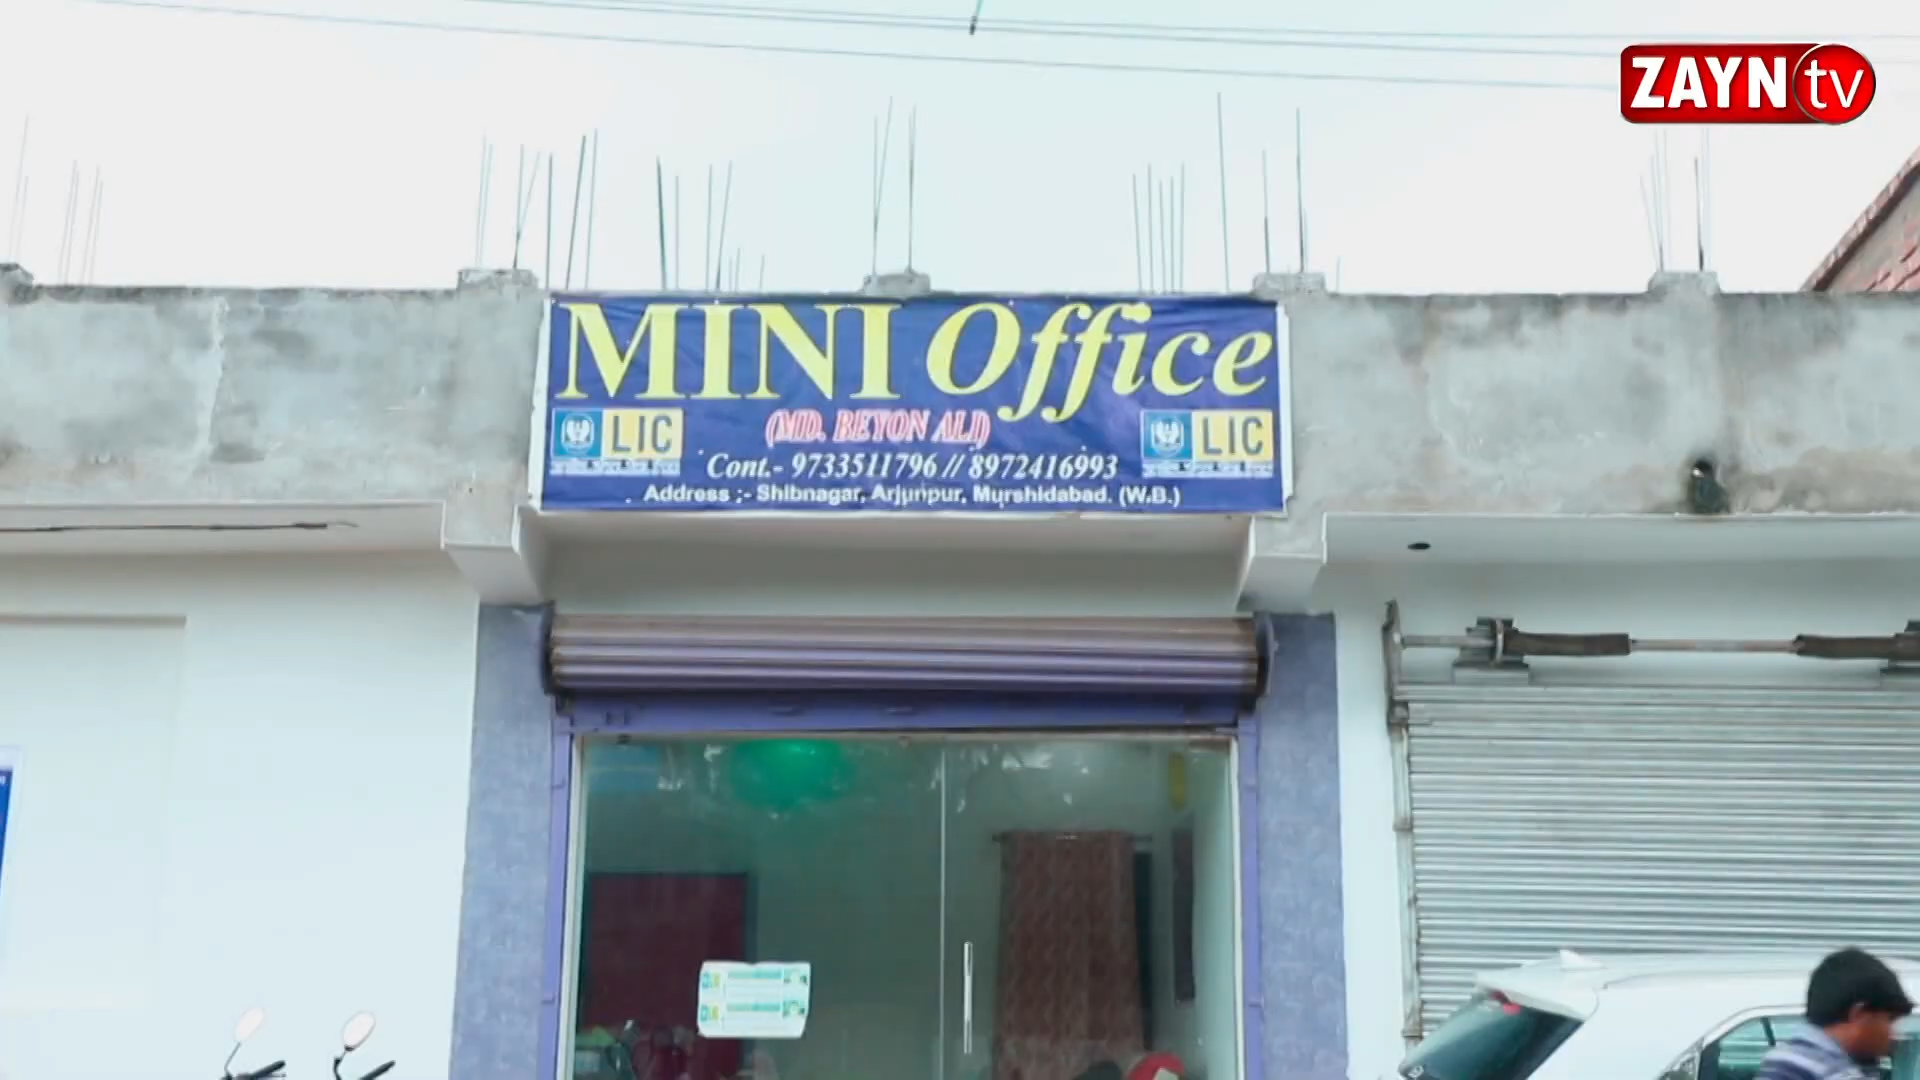 ZAYN tv
MINI Office
LIC
(MD. BEYON ALI)
LIC
Cont.- 9733511796 // 8972416993
Address :- Shibnagar, Arjunpur, Murshidabad. (W.B.)